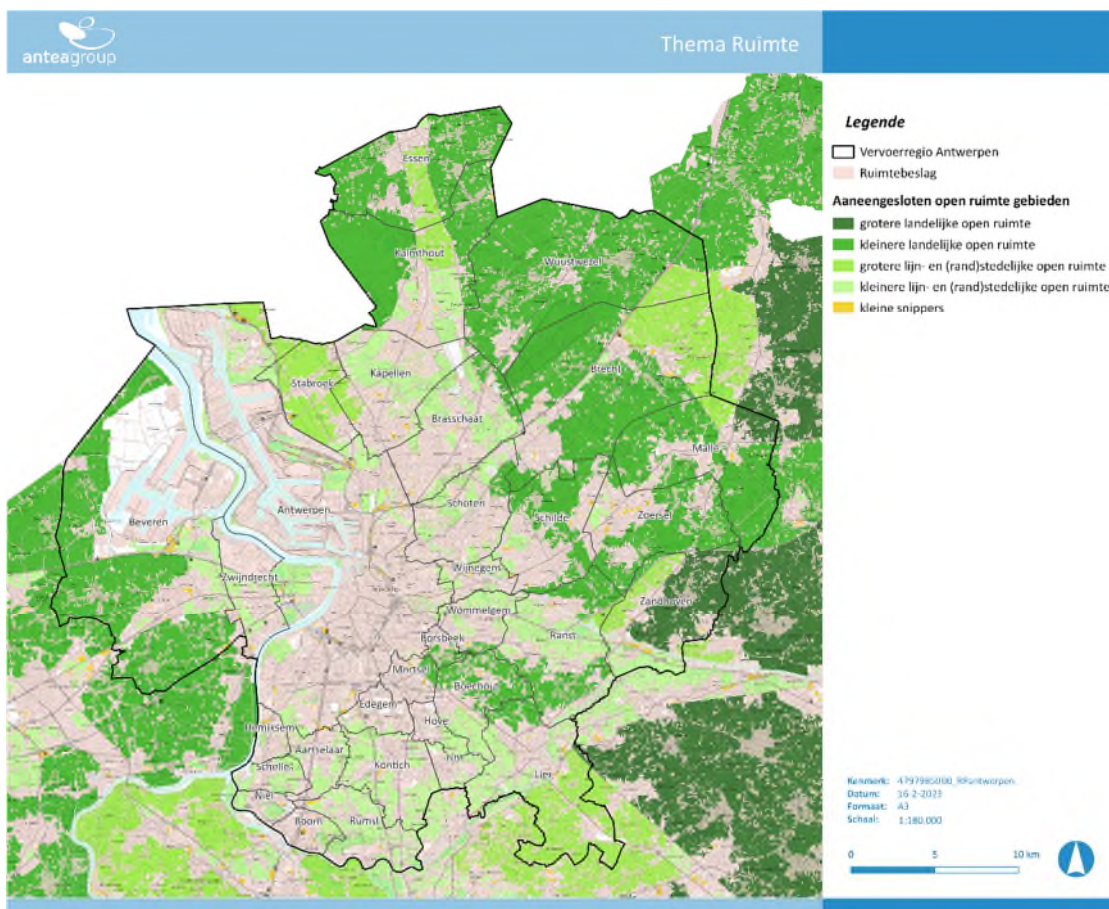 anteagroup
Thema Ruimte
Legende
Vervoerregio Antwerpen
Ruimtebeslag
Aaneengesloten open ruimte gebieden
grotere landelijke open ruimte
kleinere landelijke open ruimte
grotere lijn- en (rand)stedelijke open ruimte
kleinere lijn- en (rand)stedelijke open ruimte
kleine snippers
Essen
Kalmthout
Wuustwezel
Stabroek
Kapellen
Brecht
Brasschaat
Malle
Schoten
Antwerpen
Schilde
Zoersel
Beveren
Zwijndrecht
Wijnegem
Wommelgem
Zandhoven
Ranst
Borsbeek
Mortsel
Boechout
Edegem
Hove
Hemiksem
Aartselaar
Lint
Schelle
Kontich
Lier
Niel
Boom
Rumst
Kenmerk:
Datum: 16-2-2023
Formaat: A3
Schaal: 1:180.000
0 5 10 km